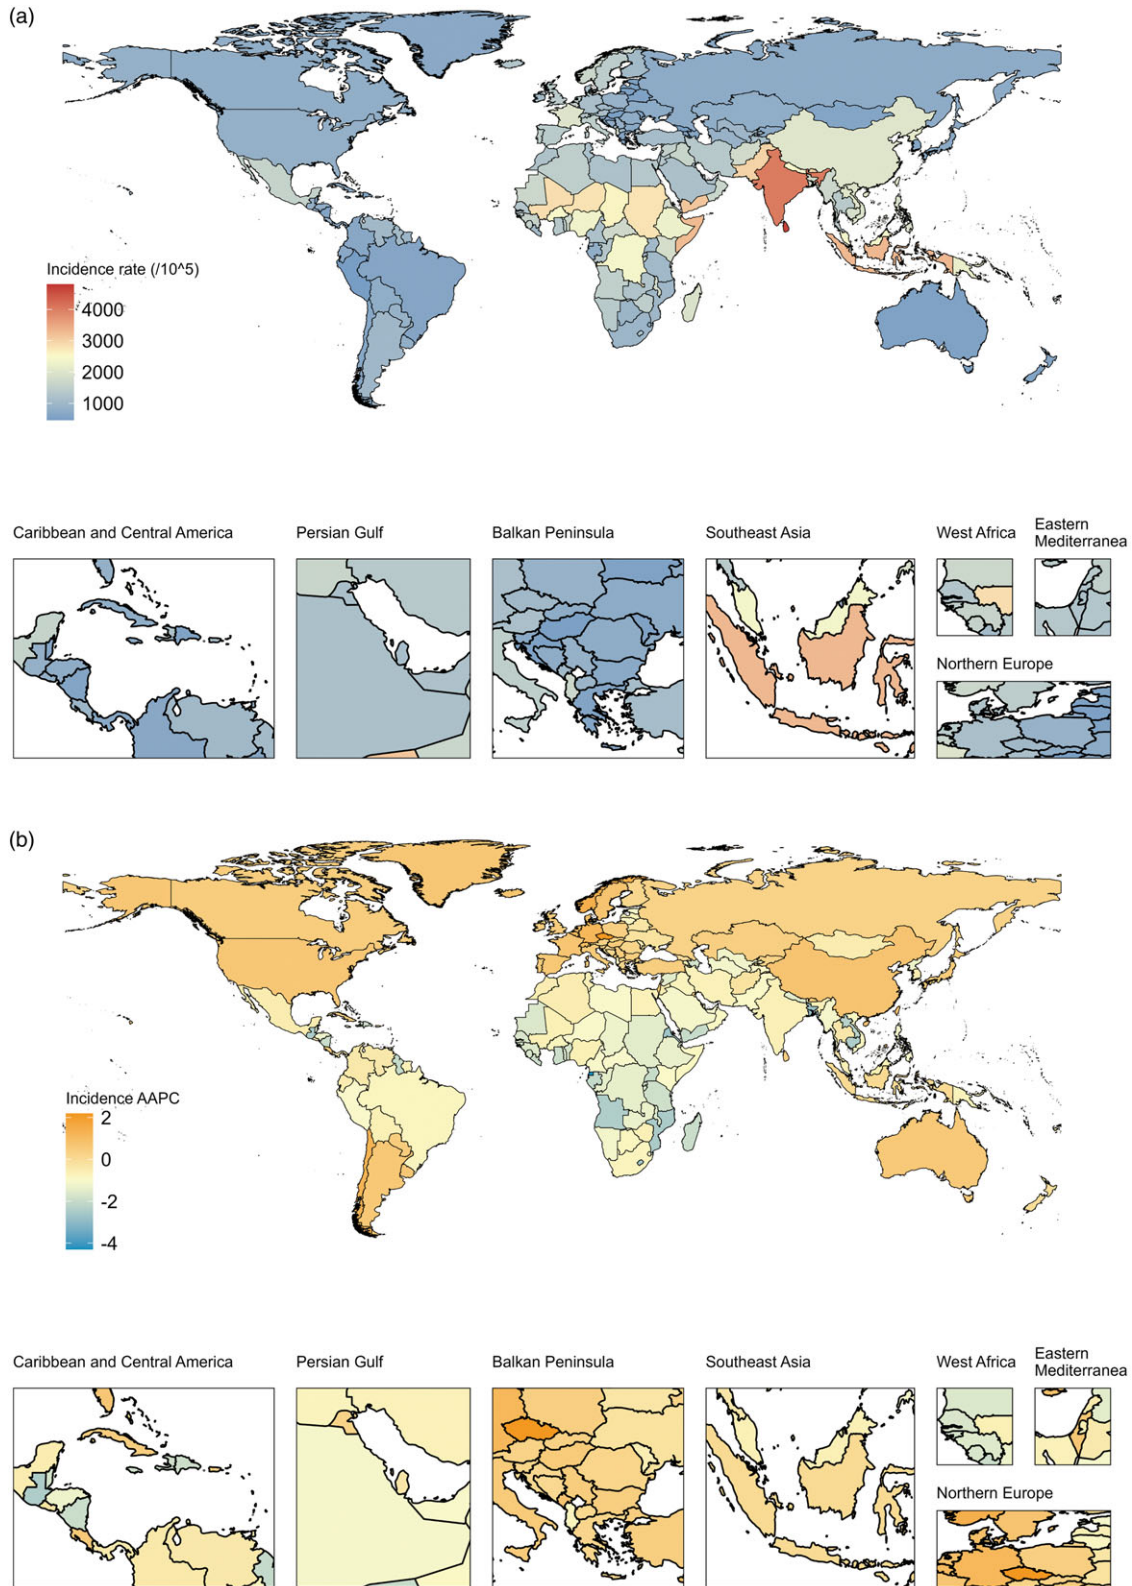 (a)
Incidence rate (/10^5)
4000
3000
2000
1000
Caribbean and Central America
Persian Gulf
Balkan Peninsula
Southeast Asia
West Africa
Eastern
Mediterranea
Northern Europe
(b)
Incidence AAPC
2
0
-2
-4
Caribbean and Central America
Persian Gulf
Balkan Peninsula
Southeast Asia
West Africa
Eastern
Mediterranea
Northern Europe